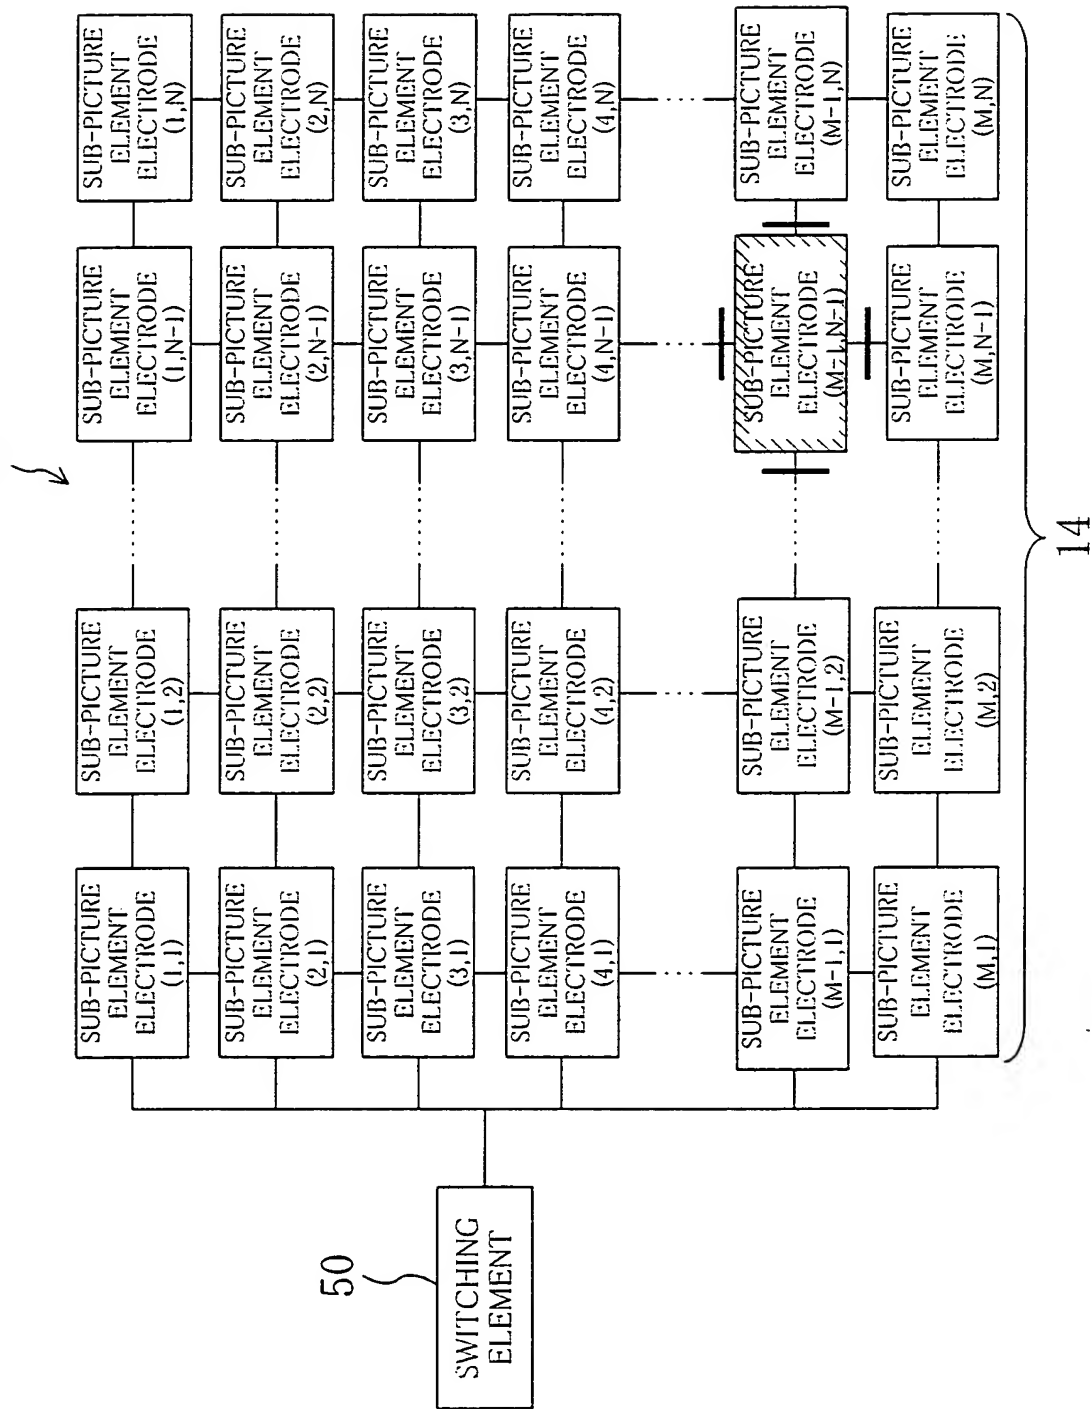 SWITCHING
ELEMENT
50
SUB-PICTURE
ELEMENT
ELECTRODE
(1,1)
SUB-PICTURE
ELEMENT
ELECTRODE
(1,2)
SUB-PICTURE
ELEMENT
ELECTRODE
(1,N-1)
SUB-PICTURE
ELEMENT
ELECTRODE
(1,N)
SUB-PICTURE
ELEMENT
ELECTRODE
(2,1)
SUB-PICTURE
ELEMENT
ELECTRODE
(2,2)
SUB-PICTURE
ELEMENT
ELECTRODE
(2,N-1)
SUB-PICTURE
ELEMENT
ELECTRODE
(2,N)
SUB-PICTURE
ELEMENT
ELECTRODE
(3,1)
SUB-PICTURE
ELEMENT
ELECTRODE
(3,2)
SUB-PICTURE
ELEMENT
ELECTRODE
(3,N-1)
SUB-PICTURE
ELEMENT
ELECTRODE
(3,N)
SUB-PICTURE
ELEMENT
ELECTRODE
(4,1)
SUB-PICTURE
ELEMENT
ELECTRODE
(4,2)
SUB-PICTURE
ELEMENT
ELECTRODE
(4,N-1)
SUB-PICTURE
ELEMENT
ELECTRODE
(4,N)
SUB-PICTURE
ELEMENT
ELECTRODE
(M-1,1)
SUB-PICTURE
ELEMENT
ELECTRODE
(M-1,2)
SUB-PICTURE
ELEMENT
ELECTRODE
(M-1,N-1)
SUB-PICTURE
ELEMENT
ELECTRODE
(M-1,N)
SUB-PICTURE
ELEMENT
ELECTRODE
(M,1)
SUB-PICTURE
ELEMENT
ELECTRODE
(M,2)
SUB-PICTURE
ELEMENT
ELECTRODE
(M,N-1)
SUB-PICTURE
ELEMENT
ELECTRODE
(M,N)
14